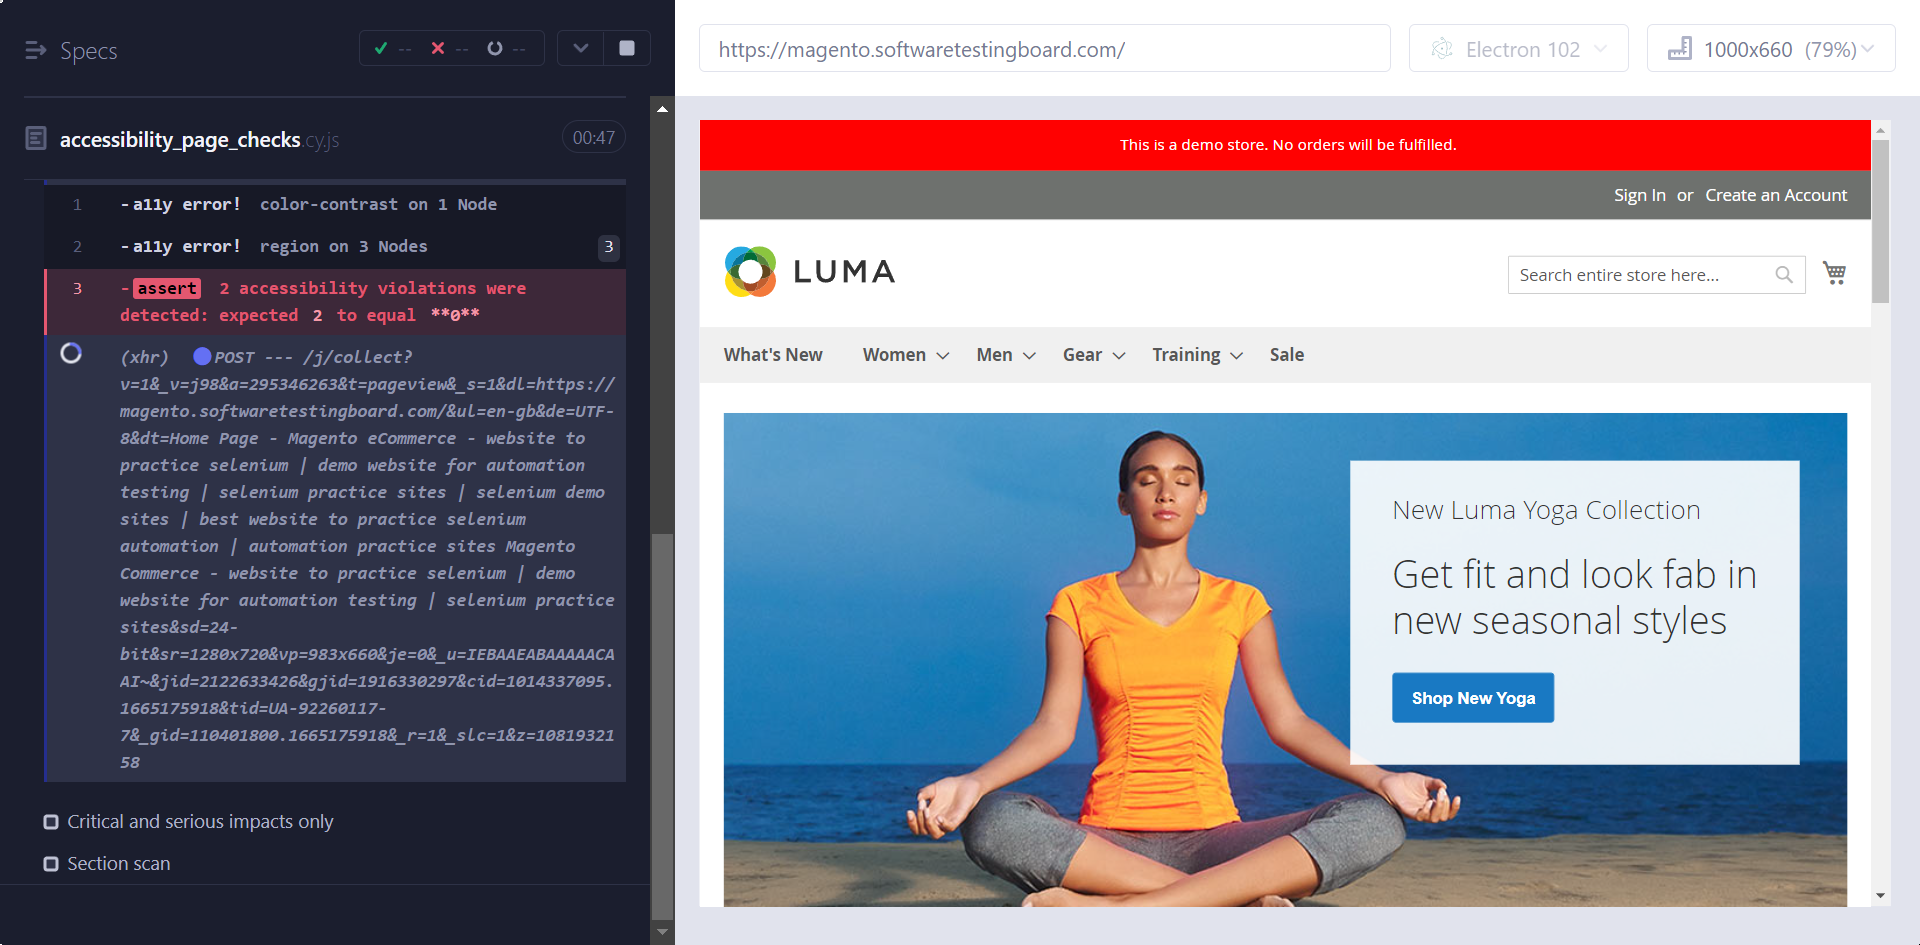 Specs
--
--
--
accessibility_page_checks.cy.js
00:47
1 -a11y error! color-contrast on 1 Node
2 -a11y error! region on 3 Nodes 3
3 -assert 2 accessibility violations were
detected: expected 2 to equal **0**
(xhr) POST --- /j/collect?
v=1&_v=j98&a=295346263&t=pageview&_s=1&dl=https://
magento.softwaretestingboard.com/&ul=en-gb&de=UTF-
8&dt=Home Page - Magento eCommerce - website to
practice selenium | demo website for automation
testing | selenium practice sites | selenium demo
sites | best website to practice selenium
automation | automation practice sites Magento
Commerce - website to practice selenium | demo
website for automation testing | selenium practice
sites&sd=24-
bit&sr=1280x720&vp=983x660&je=0&_u=IEBAAEABAAAAACA
AI~&jid=2122633426&gjid=1916330297&cid=1014337095.
1665175918&tid=UA-92260117-
7&_gid=110401800.1665175918&_r=1&_slc=1&z=10819321
58
Critical and serious impacts only
Section scan
https://magento.softwaretestingboard.com/
Electron 102
1000x660 (79%)
This is a demo store. No orders will be fulfilled.
Sign In or Create an Account
LUMA
Search entire store here...
What's New Women Men Gear Training Sale
New Luma Yoga Collection
Get fit and look fab in
new seasonal styles
Shop New Yoga